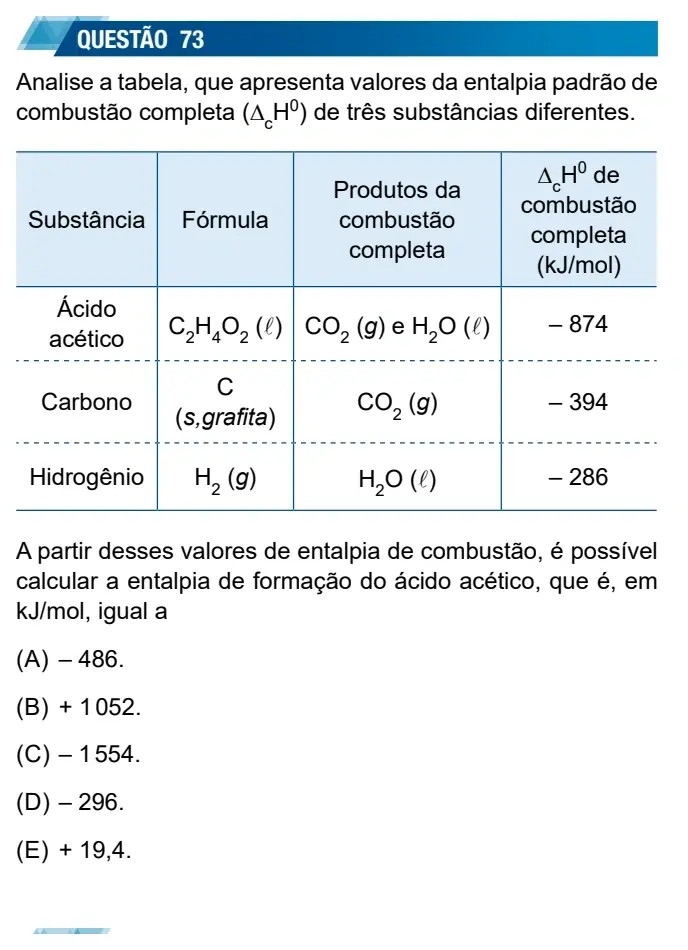 QUESTÃO 73
Analise a tabela, que apresenta valores da entalpia padrão de
combustão completa (Δ꜀H⁰) de três substâncias diferentes.
Substância
Fórmula
Produtos da
combustão
completa
Δ꜀H⁰ de
combustão
completa
(kJ/mol)
Ácido
acético
C₂H₄O₂ (ℓ)
CO₂ (g) e H₂O (ℓ)
– 874
Carbono
C
(s,grafita)
CO₂ (g)
– 394
Hidrogênio
H₂ (g)
H₂O (ℓ)
– 286
A partir desses valores de entalpia de combustão, é possível
calcular a entalpia de formação do ácido acético, que é, em
kJ/mol, igual a
(A) – 486.
(B) + 1 052.
(C) – 1 554.
(D) – 296.
(E) + 19,4.